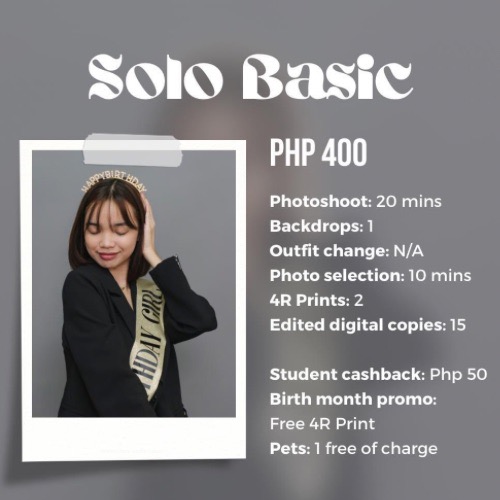 Solo Basic
PHP 400
HAPPYBIRTHDAY
HDAY GIRL
Photoshoot: 20 mins
Backdrops: 1
Outfit change: N/A
Photo selection: 10 mins
4R Prints: 2
Edited digital copies: 15
Student cashback: Php 50
Birth month promo:
Free 4R Print
Pets: 1 free of charge